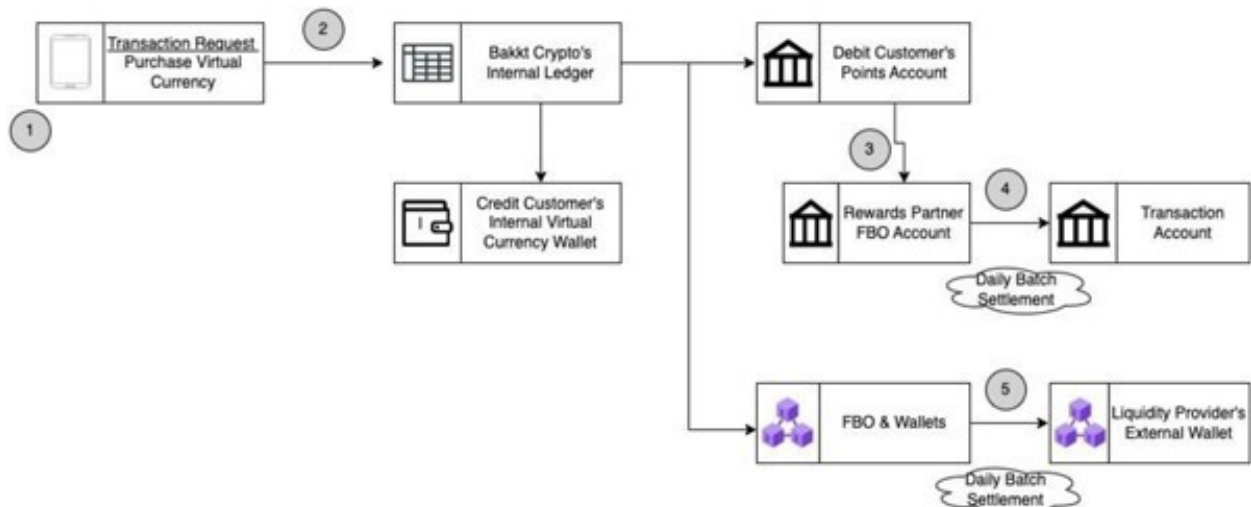 2
Transaction Request
Purchase Virtual
Currency
Bakkt Crypto's
Internal Ledger
Debit Customer's
Points Account
1
3
4
Credit Customer's
Internal Virtual
Currency Wallet
Rewards Partner
FBO Account
Transaction
Account
Daily Batch
Settlement
5
FBO & Wallets
Liquidity Provider's
External Wallet
Daily Batch
Settlement